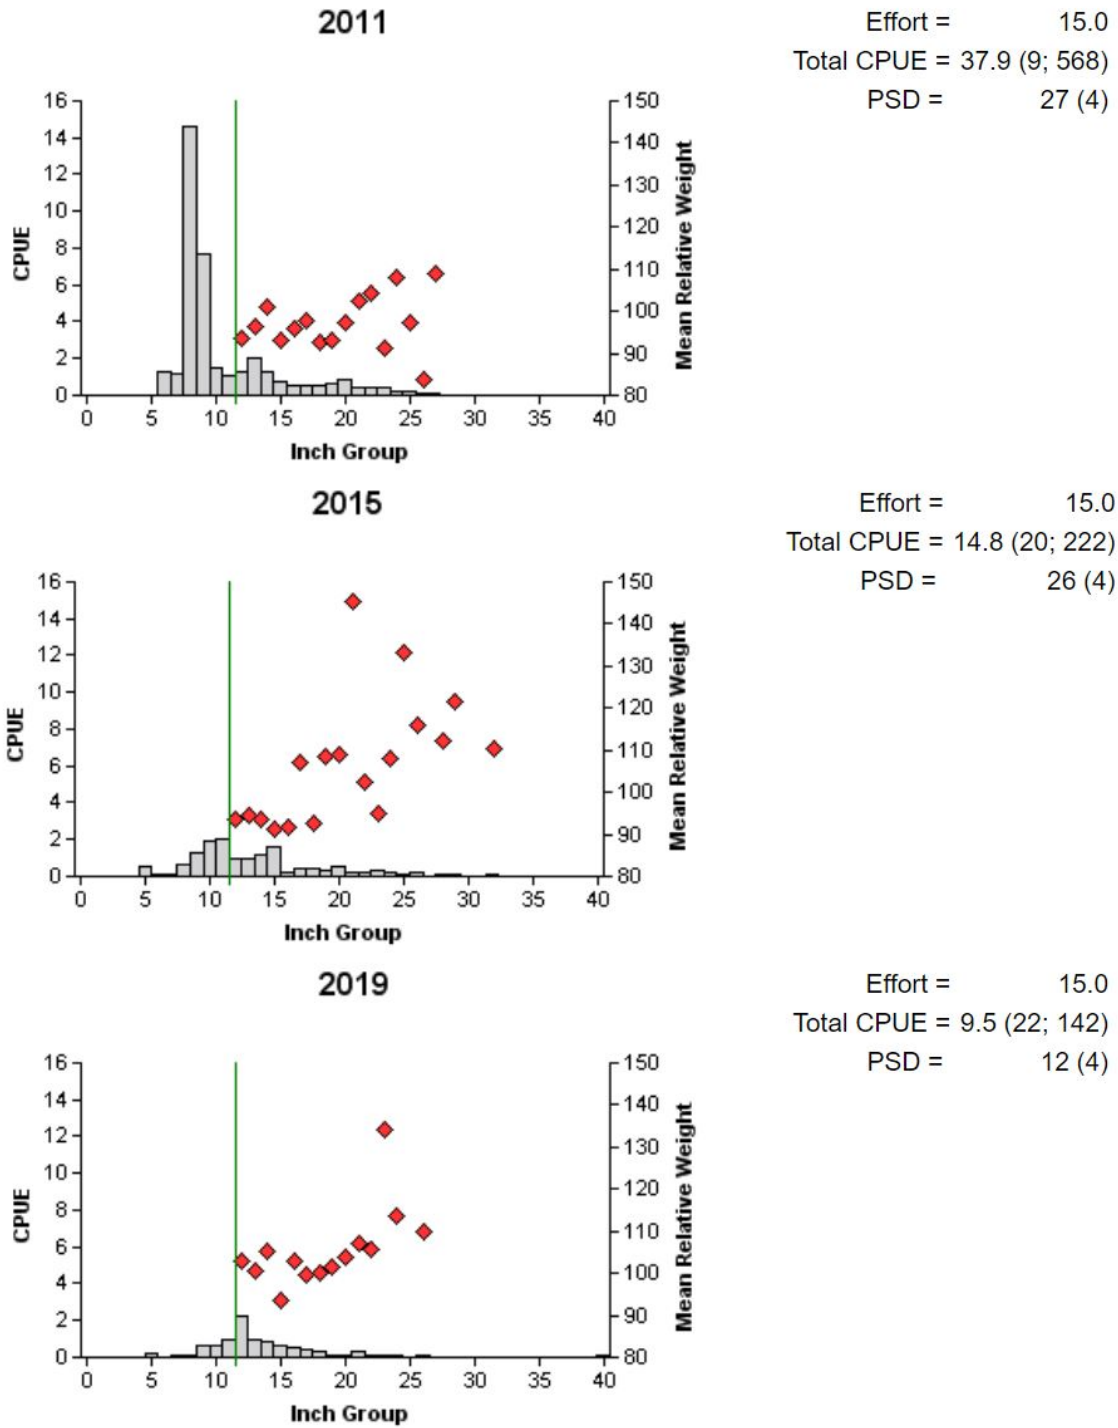 2011
Effort = 15.0
Total CPUE = 37.9 (9; 568)
PSD = 27 (4)
16 150
14 140
12 130
10 120
8 110
6 100
4 90
2 80
0
CPUE
Mean Relative Weight
0 5 10 15 20 25 30 35 40
Inch Group
2015
Effort = 15.0
Total CPUE = 14.8 (20; 222)
PSD = 26 (4)
16 150
14 140
12 130
10 120
8 110
6 100
4 90
2 80
0
CPUE
Mean Relative Weight
0 5 10 15 20 25 30 35 40
Inch Group
2019
Effort = 15.0
Total CPUE = 9.5 (22; 142)
PSD = 12 (4)
16 150
14 140
12 130
10 120
8 110
6 100
4 90
2 80
0
CPUE
Mean Relative Weight
0 5 10 15 20 25 30 35 40
Inch Group